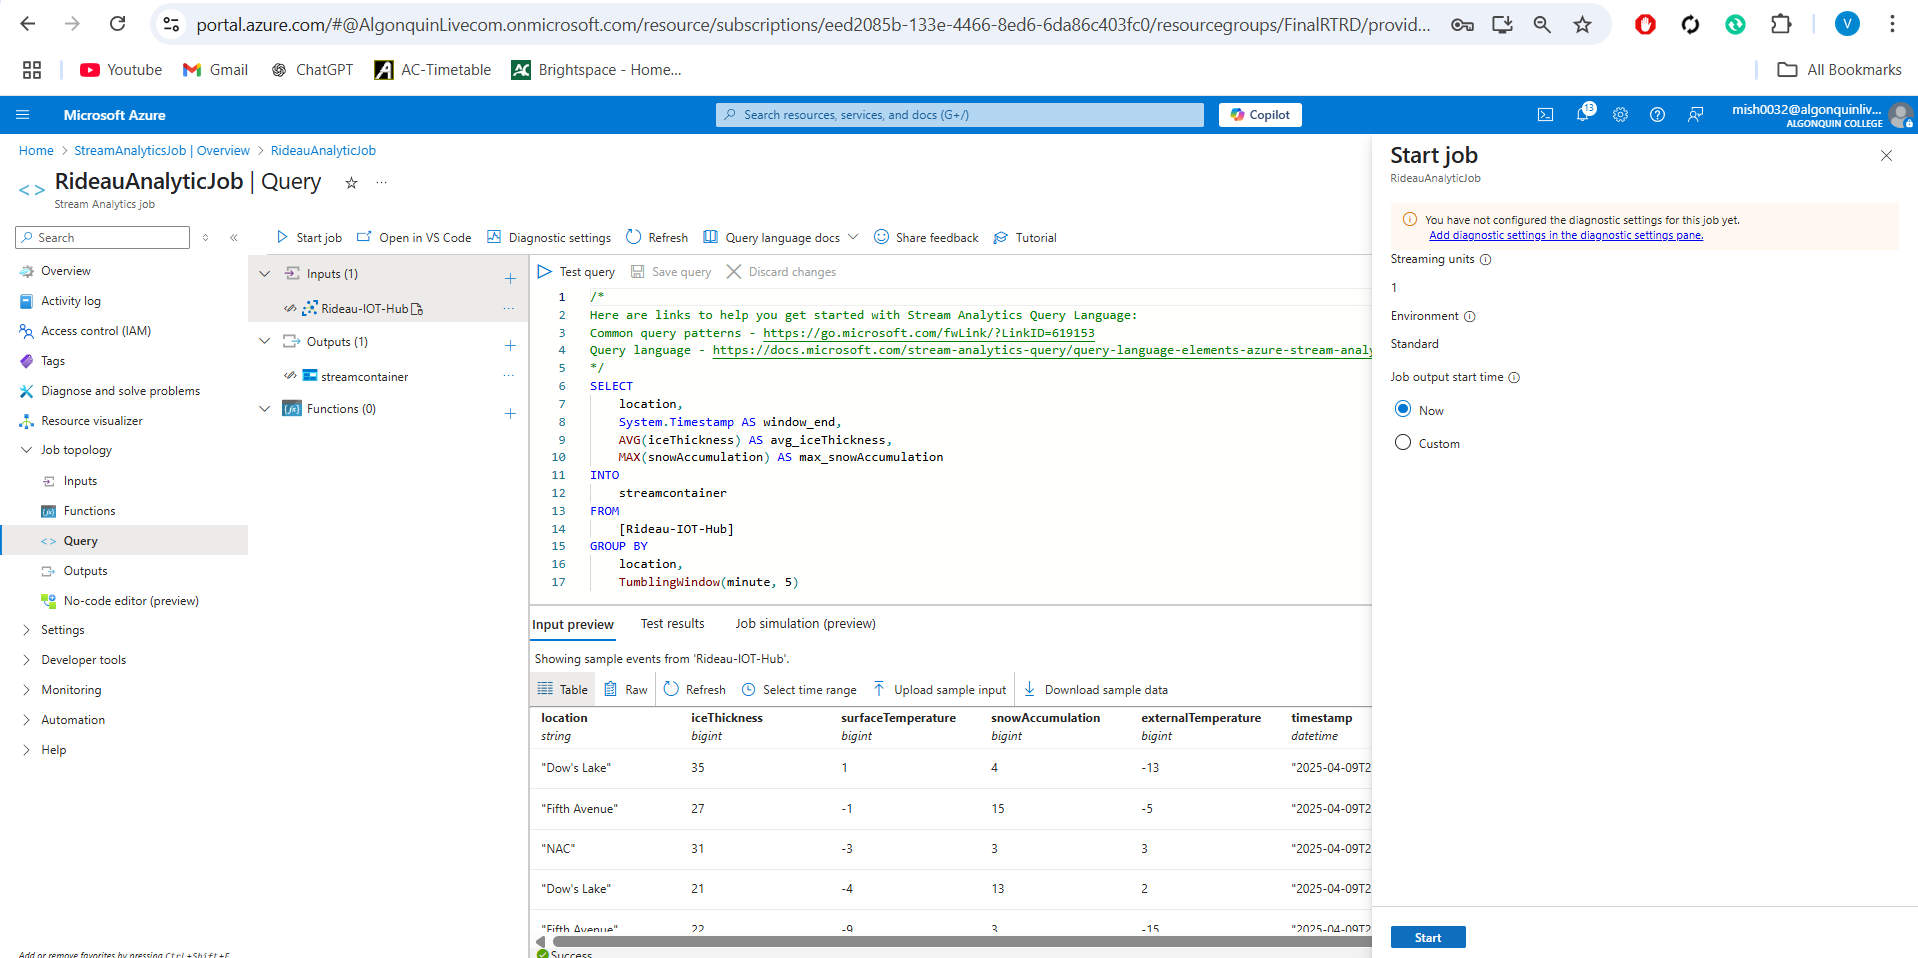 portal.azure.com/#@AlgonquinLivecom.onmicrosoft.com/resource/subscriptions/eed2085b-133e-4466-8ed6-6da86c403fc0/resourcegroups/FinalRTRD/provid...
V
Youtube
Gmail
ChatGPT
AC-Timetable
Brightspace - Home...
All Bookmarks
Microsoft Azure
Search resources, services, and docs (G+/)
Copilot
13
mish0032@algonquinliv...
ALGONQUIN COLLEGE
Home > StreamAnalyticsJob | Overview > RideauAnalyticJob
RideauAnalyticJob | Query
Stream Analytics job
Search
Overview
Activity log
Access control (IAM)
Tags
Diagnose and solve problems
Resource visualizer
Job topology
Inputs
Functions
Query
Outputs
No-code editor (preview)
Settings
Developer tools
Monitoring
Automation
Help
Add or remove favorites by pressing Ctrl+Shift+F
Start job
Open in VS Code
Diagnostic settings
Refresh
Query language docs
Share feedback
Tutorial
Inputs (1)
Rideau-IOT-Hub
Outputs (1)
streamcontainer
Functions (0)
Test query
Save query
Discard changes
1 /*
2 Here are links to help you get started with Stream Analytics Query Language:
3 Common query patterns - https://go.microsoft.com/fwLink/?LinkID=619153
4 Query language - https://docs.microsoft.com/stream-analytics-query/query-language-elements-azure-stream-analy
5 */
6 SELECT
7 location,
8 System.Timestamp AS window_end,
9 AVG(iceThickness) AS avg_iceThickness,
10 MAX(snowAccumulation) AS max_snowAccumulation
11 INTO
12 streamcontainer
13 FROM
14 [Rideau-IOT-Hub]
15 GROUP BY
16 location,
17 TumblingWindow(minute, 5)
Input preview
Test results
Job simulation (preview)
Showing sample events from 'Rideau-IOT-Hub'.
Table
Raw
Refresh
Select time range
Upload sample input
Download sample data
location iceThickness surfaceTemperature snowAccumulation externalTemperature timestamp
string bigint bigint bigint bigint datetime
"Dow's Lake" 35 1 4 -13 "2025-04-09T2
"Fifth Avenue" 27 -1 15 -5 "2025-04-09T2
"NAC" 31 -3 3 3 "2025-04-09T2
"Dow's Lake" 21 -4 13 2 "2025-04-09T2
"Fifth Avenue" 22 -9 3 -15 "2025-04-09T2
Success
Start job
RideauAnalyticJob
You have not configured the diagnostic settings for this job yet.
Add diagnostic settings in the diagnostic settings pane.
Streaming units
1
Environment
Standard
Job output start time
Now
Custom
Start